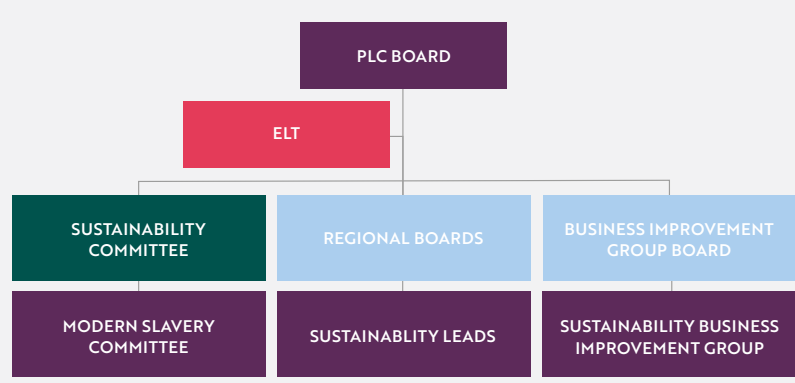 PLC BOARD
ELT
SUSTAINABILITY
COMMITTEE
REGIONAL BOARDS
BUSINESS IMPROVEMENT
GROUP BOARD
MODERN SLAVERY
COMMITTEE
SUSTAINABLITY LEADS
SUSTAINABILITY BUSINESS
IMPROVEMENT GROUP